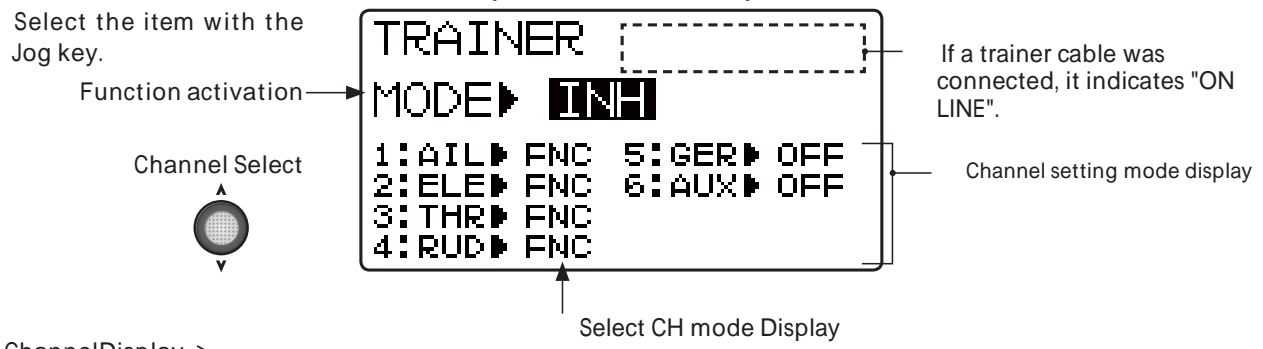 Select the item with the
Jog key.
Function activation
Channel Select
TRAINER
MODE▶ INH
1:AIL▶ FNC 5:GER▶ OFF
2:ELE▶ FNC 6:AUX▶ OFF
3:THR▶ FNC
4:RUD▶ FNC
If a trainer cable was
connected, it indicates "ON
LINE".
Channel setting mode display
Select CH mode Display